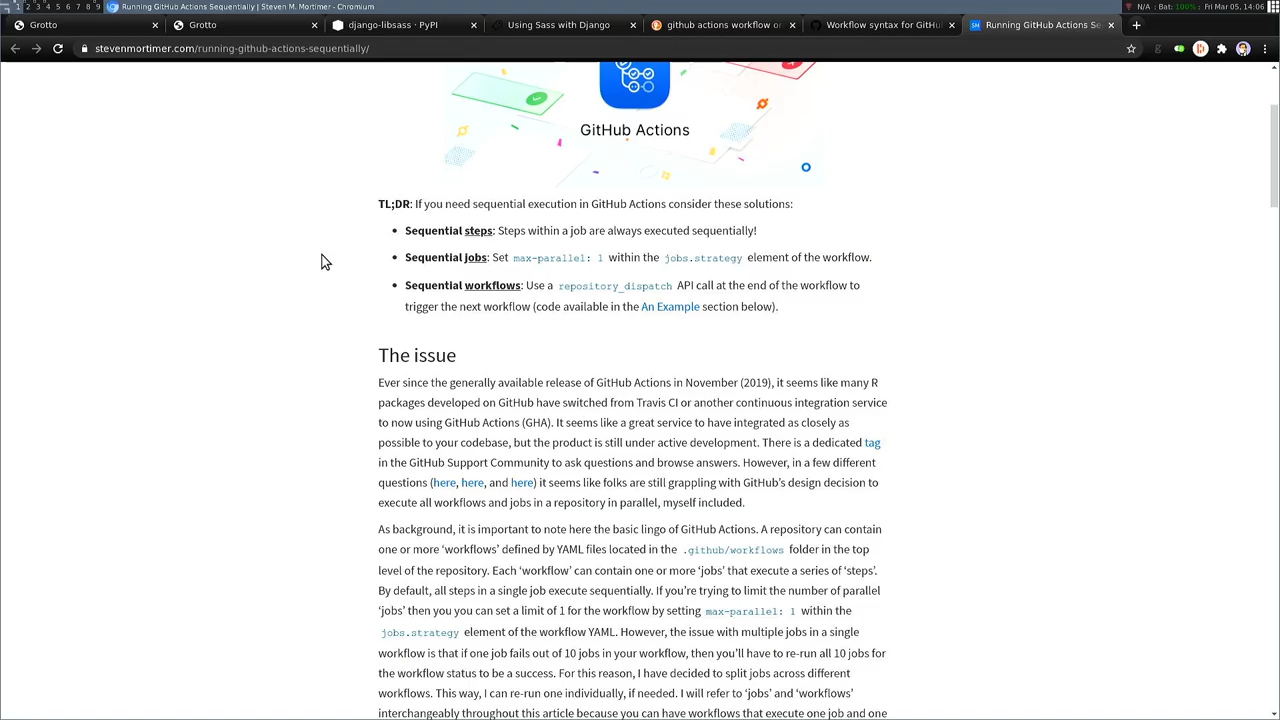 1 2 3 4 5 6 7 8 9
Running GitHub Actions Sequentially | Steven M. Mortimer - Chromium
N/A : Bat: 100% : Fri Mar 05, 14:06
Grotto
Grotto
django-libsass · PyPI
Using Sass with Django
github actions workflow or
Workflow syntax for GitHu
Running GitHub Actions Se
stevenmortimer.com/running-github-actions-sequentially/
GitHub Actions
TL;DR: If you need sequential execution in GitHub Actions consider these solutions:
• Sequential steps: Steps within a job are always executed sequentially!
• Sequential jobs: Set max-parallel: 1 within the jobs.strategy element of the workflow.
• Sequential workflows: Use a repository_dispatch API call at the end of the workflow to
trigger the next workflow (code available in the An Example section below).
The issue
Ever since the generally available release of GitHub Actions in November (2019), it seems like many R
packages developed on GitHub have switched from Travis CI or another continuous integration service
to now using GitHub Actions (GHA). It seems like a great service to have integrated as closely as
possible to your codebase, but the product is still under active development. There is a dedicated tag
in the GitHub Support Community to ask questions and browse answers. However, in a few different
questions (here, here, and here) it seems like folks are still grappling with GitHub's design decision to
execute all workflows and jobs in a repository in parallel, myself included.
As background, it is important to note here the basic lingo of GitHub Actions. A repository can contain
one or more 'workflows' defined by YAML files located in the .github/workflows folder in the top
level of the repository. Each 'workflow' can contain one or more 'jobs' that execute a series of 'steps'.
By default, all steps in a single job execute sequentially. If you're trying to limit the number of parallel
'jobs' then you you can set a limit of 1 for the workflow by setting max-parallel: 1 within the
jobs.strategy element of the workflow YAML. However, the issue with multiple jobs in a single
workflow is that if one job fails out of 10 jobs in your workflow, then you'll have to re-run all 10 jobs for
the workflow status to be a success. For this reason, I have decided to split jobs across different
workflows. This way, I can re-run one individually, if needed. I will refer to 'jobs' and 'workflows'
interchangeably throughout this article because you can have workflows that execute one job and one